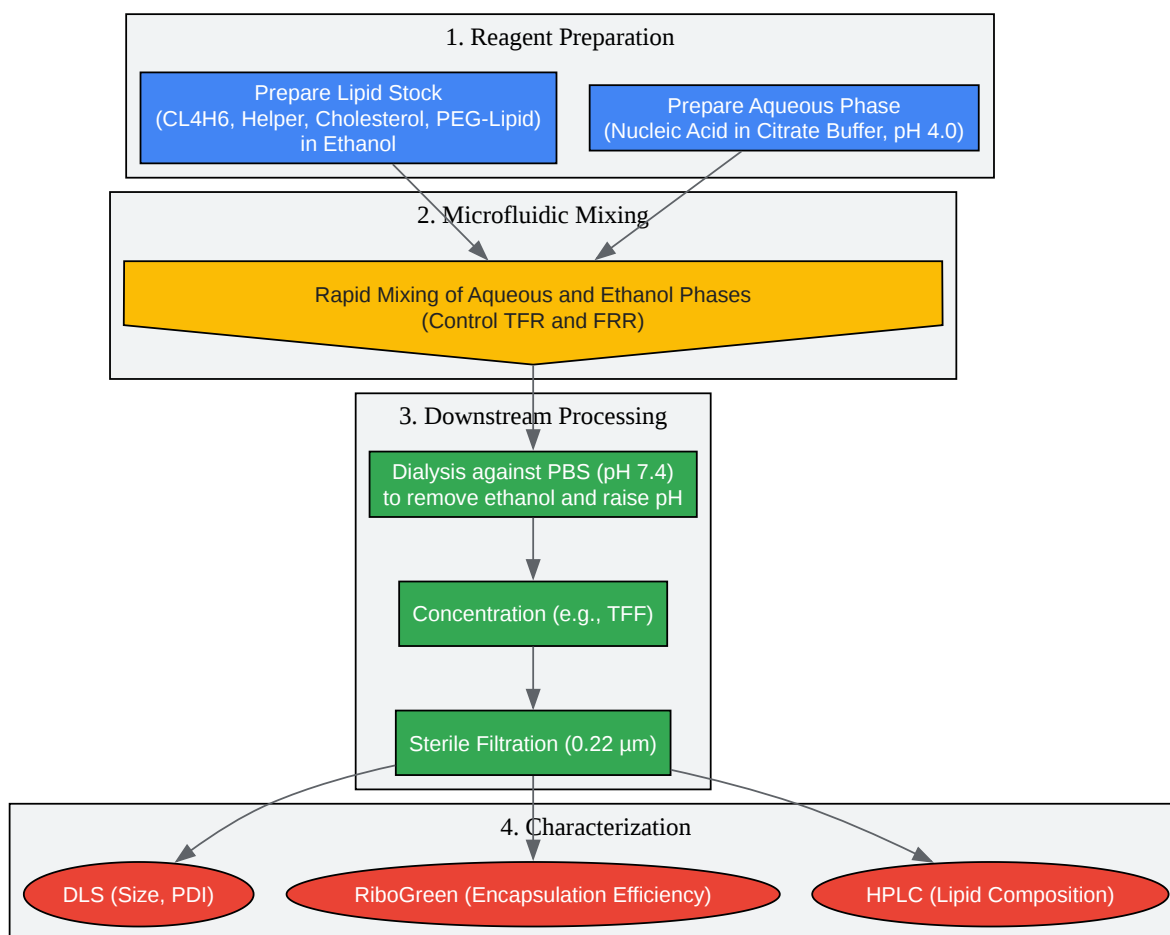 1. Reagent Preparation
Prepare Lipid Stock
(CL4H6, Helper, Cholesterol, PEG-Lipid)
in Ethanol
Prepare Aqueous Phase
(Nucleic Acid in Citrate Buffer, pH 4.0)
2. Microfluidic Mixing
Rapid Mixing of Aqueous and Ethanol Phases
(Control TFR and FRR)
3. Downstream Processing
Dialysis against PBS (pH 7.4)
to remove ethanol and raise pH
Concentration (e.g., TFF)
Sterile Filtration (0.22 µm)
4. Characterization
DLS (Size, PDI)
RiboGreen (Encapsulation Efficiency)
HPLC (Lipid Composition)